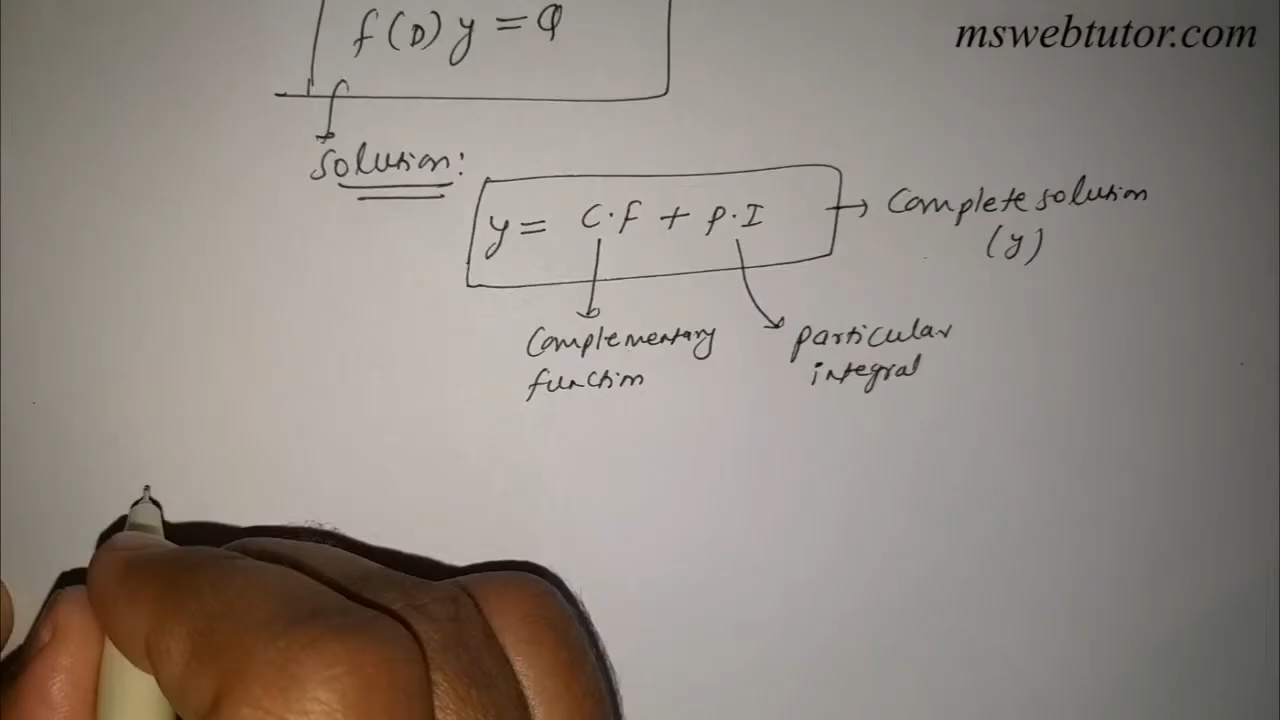 mswebtutor.com
f(D)y = Q
Solution:
y = C.F + P.I → Complete solution
(y)
Complementary
function
particular
integral